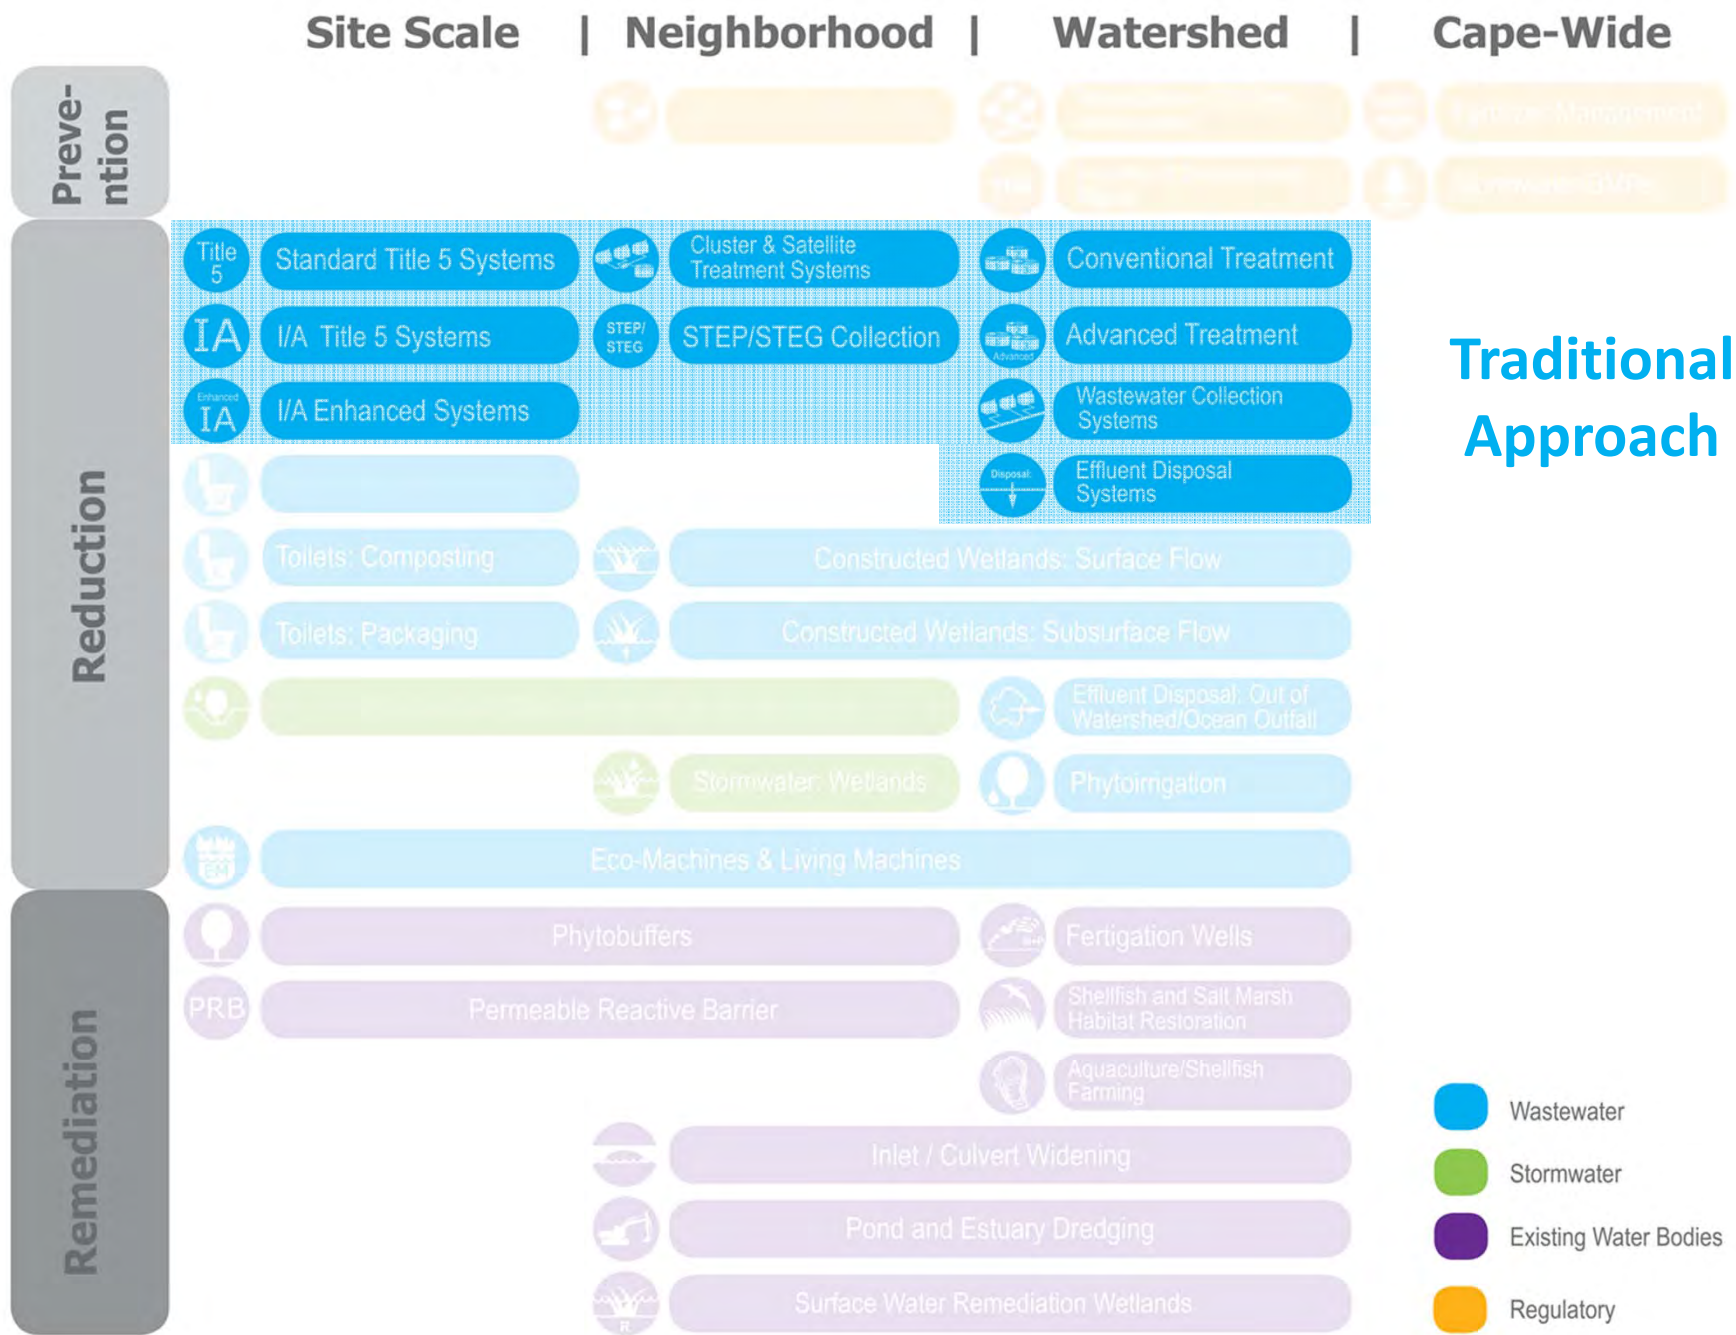 Site Scale | Neighborhood | Watershed | Cape-Wide
Preve-
ntion
Fertilizer Management
Reduction
Title
5
Standard Title 5 Systems
Cluster & Satellite
Treatment Systems
Conventional Treatment
IA
I/A Title 5 Systems
STEP/
STEG
STEP/STEG Collection
Advanced
Advanced Treatment
Enhanced
IA
I/A Enhanced Systems
Wastewater Collection
Systems
Disposal:
Effluent Disposal
Systems
Traditional
Approach
Toilets: Composting
Constructed Wetlands: Surface Flow
Toilets: Packaging
Constructed Wetlands: Subsurface Flow
Effluent Disposal: Out of
Watershed/Ocean Outfall
Stormwater: Wetlands
Phytoirrigation
EM
Eco-Machines & Living Machines
Remediation
Phytobuffers
Fertigation Wells
PRB
Permeable Reactive Barrier
Shellfish and Salt Marsh
Habitat Restoration
Aquaculture/Shellfish
Farming
Inlet / Culvert Widening
Pond and Estuary Dredging
R
Surface Water Remediation Wetlands
Wastewater
Stormwater
Existing Water Bodies
Regulatory